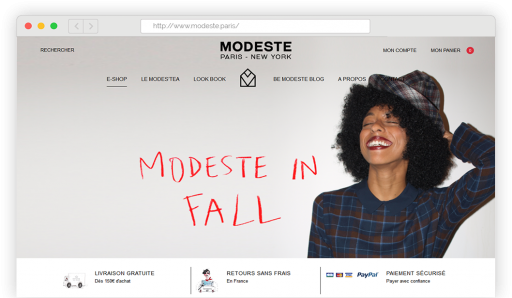 http://www.modeste.paris/
RECHERCHER
MODESTE
PARIS - NEW YORK
MON COMPTE
MON PANIER
E-SHOP
LE MODES'TEA
LOOK BOOK
BE MODESTE BLOG
A PROPOS
MODESTE IN
FALL
LIVRAISON GRATUITE
Dès 100€ d'achat
RETOURS SANS FRAIS
En France
PayPal
PAIEMENT SÉCURISÉ
Payer avec confiance